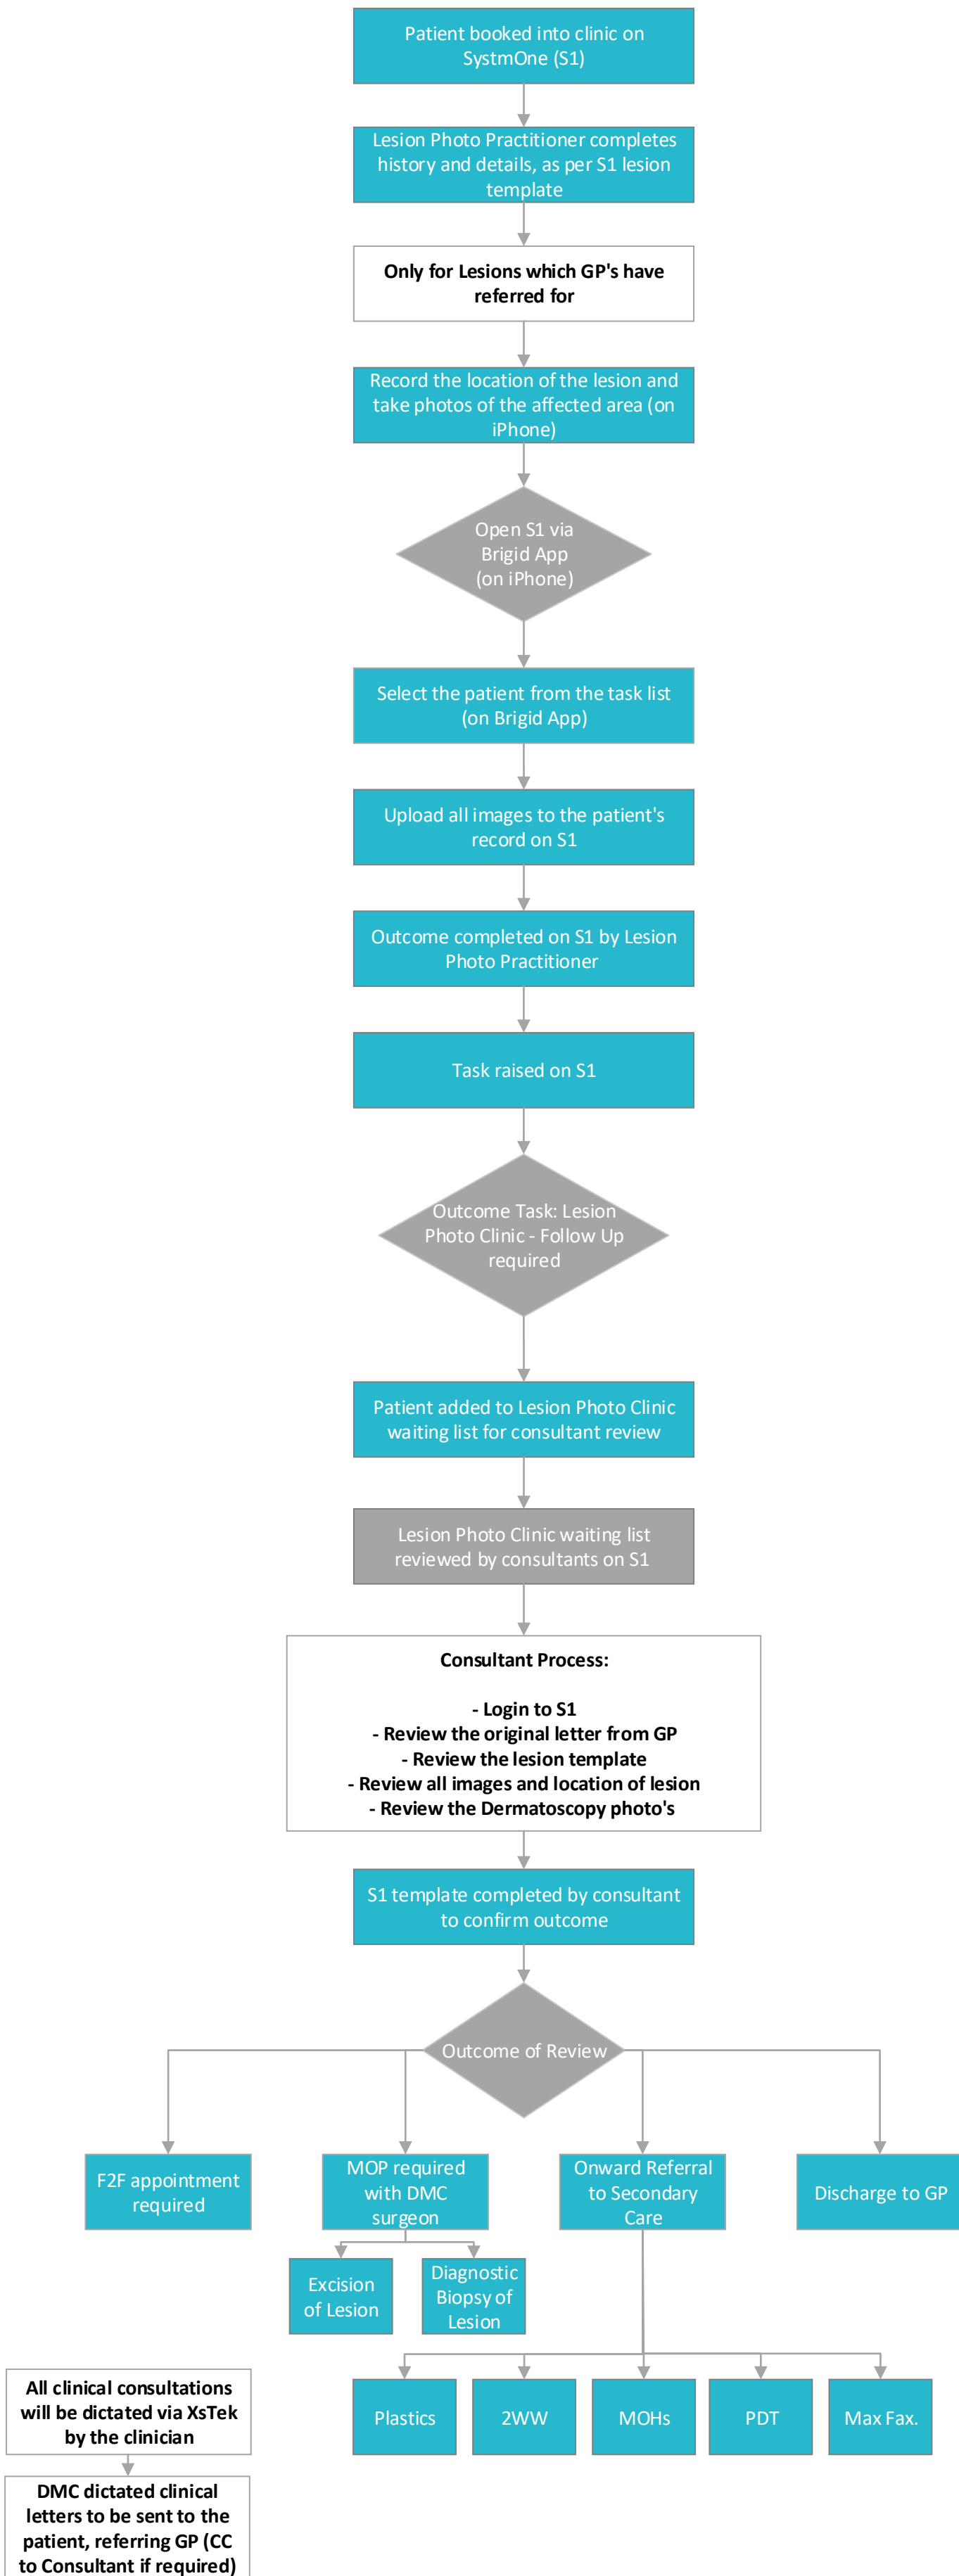 Patient booked into clinic on
SystmOne (S1)
Lesion Photo Practitioner completes
history and details, as per S1 lesion
template
Only for Lesions which GP's have
referred for
Record the location of the lesion and
take photos of the affected area (on
iPhone)
Open S1 via
Brigid App
(on iPhone)
Select the patient from the task list
(on Brigid App)
Upload all images to the patient's
record on S1
Outcome completed on S1 by Lesion
Photo Practitioner
Task raised on S1
Outcome Task: Lesion
Photo Clinic - Follow Up
required
Patient added to Lesion Photo Clinic
waiting list for consultant review
Lesion Photo Clinic waiting list
reviewed by consultants on S1
Consultant Process:
- Login to S1
- Review the original letter from GP
- Review the lesion template
- Review all images and location of lesion
- Review the Dermatoscopy photo's
S1 template completed by consultant
to confirm outcome
Outcome of Review
F2F appointment
required
MOP required
with DMC
surgeon
Onward Referral
to Secondary
Care
Discharge to GP
Excision
of Lesion
Diagnostic
Biopsy of
Lesion
Plastics
2WW
MOHs
PDT
Max Fax.
All clinical consultations
will be dictated via XsTek
by the clinician
DMC dictated clinical
letters to be sent to the
patient, referring GP (CC
to Consultant if required)